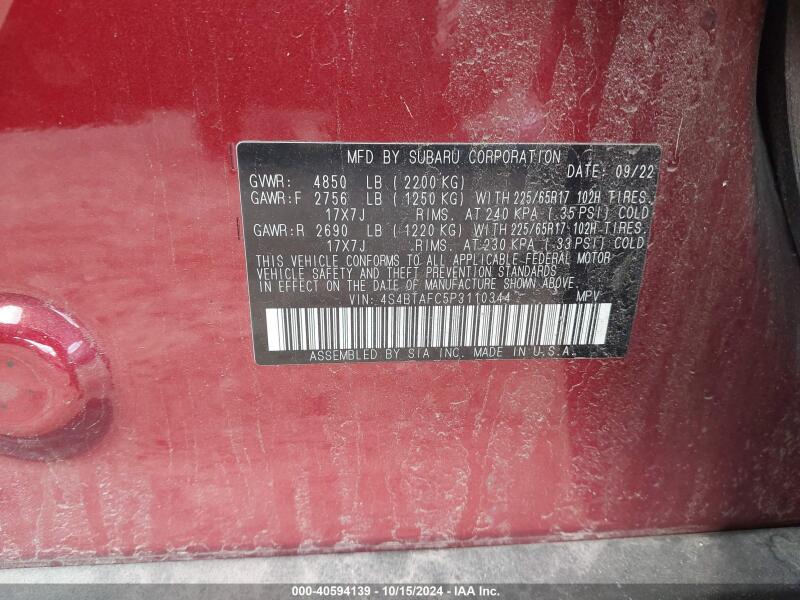 MFD BY SUBARU CORPORATION DATE: 09/22
GVWR: 4850 LB ( 2200 KG)
GAWR:F 2756 LB ( 1250 KG) WITH 225/65R17 102H TIRES.
17X7J RIMS. AT 240 KPA ( 35 PSI) COLD
GAWR:R 2690 LB ( 1220 KG) WITH 225/65R17 102H TIRES.
17X7J RIMS. AT 230 KPA ( 33 PSI) COLD
THIS VEHICLE CONFORMS TO ALL APPLICABLE FEDERAL MOTOR
VEHICLE SAFETY AND THEFT PREVENTION STANDARDS
IN EFFECT ON THE DATE OF MANUFACTURE SHOWN ABOVE.
VIN: 4S4BTAFC5P3110344 MPV
ASSEMBLED BY SIA INC. MADE IN U.S.A.
000-40594139 - 10/15/2024 - IAA Inc.